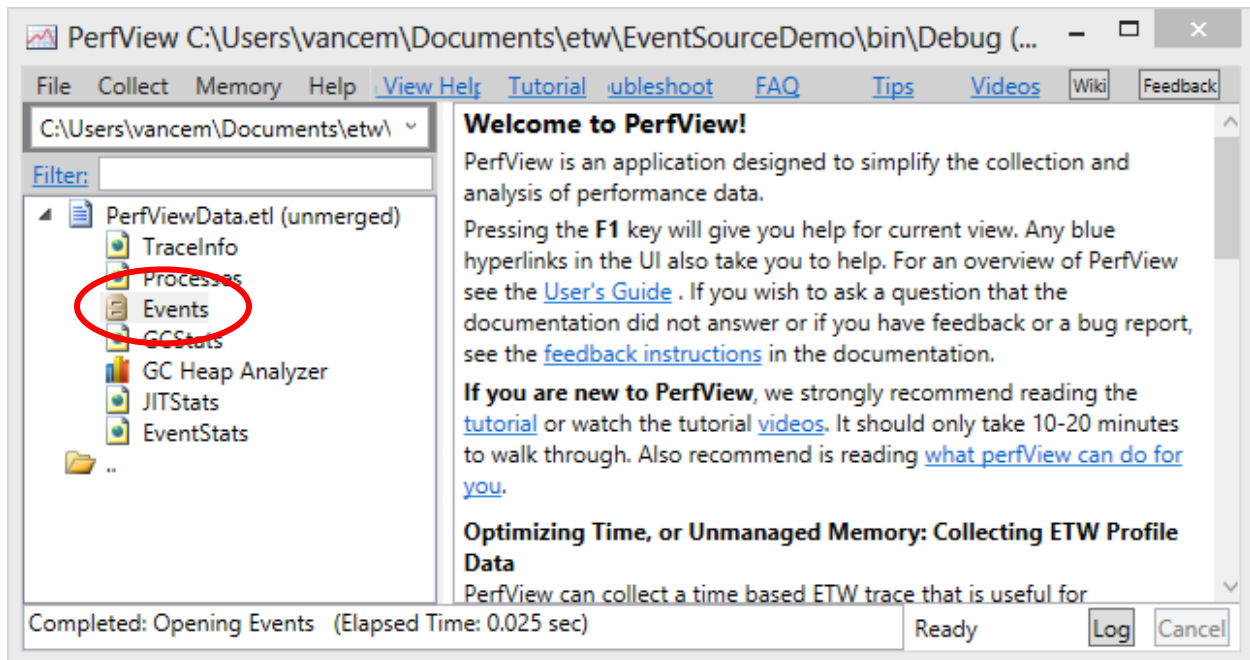 PerfView C:\Users\vancem\Documents\etw\EventSourceDemo\bin\Debug (...
File Collect Memory Help View Help Tutorial ubleshoot FAQ Tips Videos Wiki Feedback
C:\Users\vancem\Documents\etw\
Filter:
PerfViewData.etl (unmerged)
TraceInfo
Processes
Events
GCStats
GC Heap Analyzer
JITStats
EventStats
..
Welcome to PerfView!
PerfView is an application designed to simplify the collection and
analysis of performance data.
Pressing the F1 key will give you help for current view. Any blue
hyperlinks in the UI also take you to help. For an overview of PerfView
see the User's Guide . If you wish to ask a question that the
documentation did not answer or if you have feedback or a bug report,
see the feedback instructions in the documentation.
If you are new to PerfView, we strongly recommend reading the
tutorial or watch the tutorial videos. It should only take 10-20 minutes
to walk through. Also recommend is reading what perfView can do for
you.
Optimizing Time, or Unmanaged Memory: Collecting ETW Profile
Data
PerfView can collect a time based ETW trace that is useful for
Completed: Opening Events (Elapsed Time: 0.025 sec)
Ready
Log
Cancel